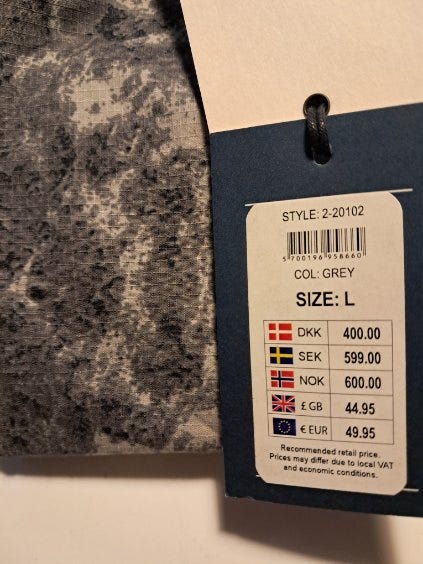 STYLE: 2-20102
5 700196 958660
COL: GREY
SIZE: L
DKK 400.00
SEK 599.00
NOK 600.00
£ GB 44.95
€ EUR 49.95
Recommended retail price.
Prices may differ due to local VAT
and economic conditions.